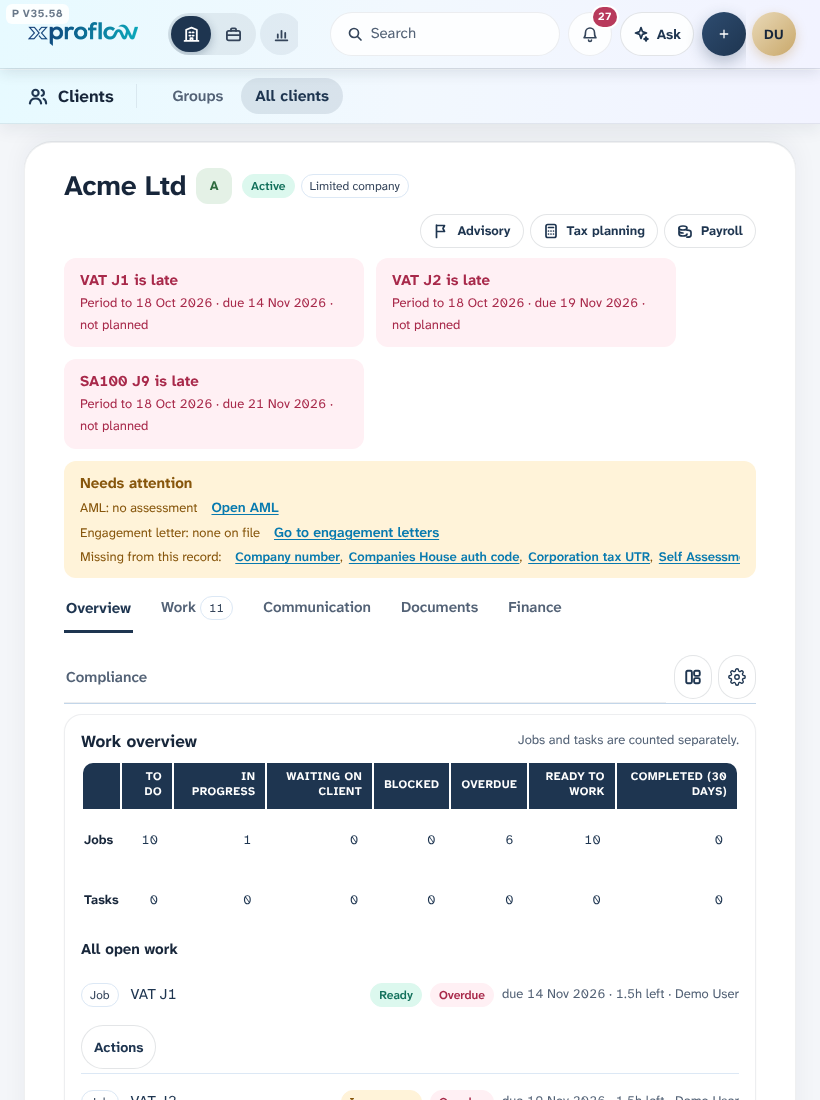 P V35.58
xproflow
Search
27
Ask
+
DU
Clients
Groups
All clients
Acme Ltd
A
Active
Limited company
Advisory
Tax planning
Payroll
VAT J1 is late
Period to 18 Oct 2026 · due 14 Nov 2026 ·
not planned
VAT J2 is late
Period to 18 Oct 2026 · due 19 Nov 2026 ·
not planned
SA100 J9 is late
Period to 18 Oct 2026 · due 21 Nov 2026 ·
not planned
Needs attention
AML: no assessment Open AML
Engagement letter: none on file Go to engagement letters
Missing from this record: Company number, Companies House auth code, Corporation tax UTR, Self Assessm
Overview
Work 11
Communication
Documents
Finance
Compliance
Work overview
Jobs and tasks are counted separately.
TO DO IN PROGRESS WAITING ON CLIENT BLOCKED OVERDUE READY TO WORK COMPLETED (30 DAYS)
Jobs 10 1 0 0 6 10 0
Tasks 0 0 0 0 0 0 0
All open work
Job VAT J1 Ready Overdue due 14 Nov 2026 · 1.5h left · Demo User
Actions